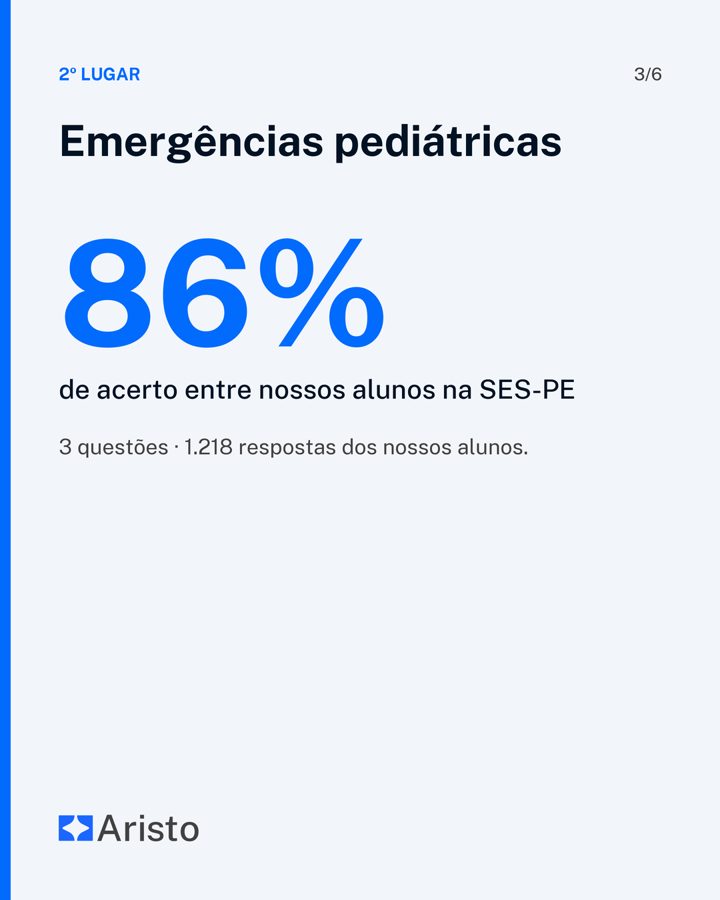 2º LUGAR
3/6
Emergências pediátricas
86%
de acerto entre nossos alunos na SES-PE
3 questões · 1.218 respostas dos nossos alunos.
Aristo